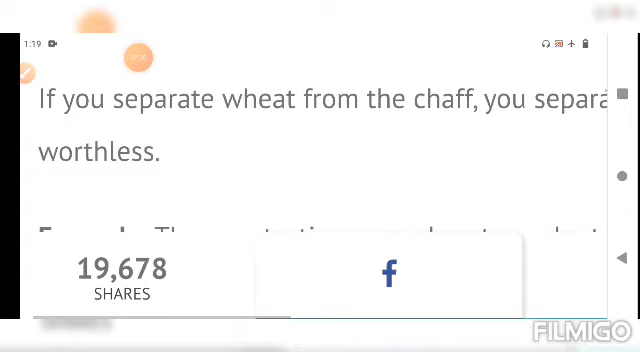 1:19
If you separate wheat from the chaff, you separa
worthless.
19,678
SHARES
f
FILMIGO